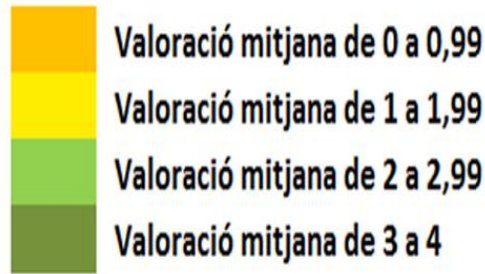 Valoració mitjana de 0 a 0,99
Valoració mitjana de 1 a 1,99
Valoració mitjana de 2 a 2,99
Valoració mitjana de 3 a 4